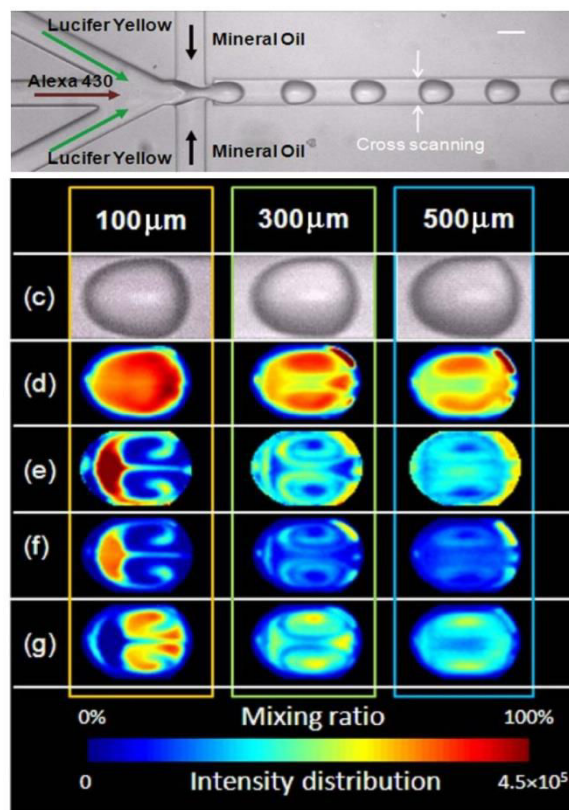 Lucifer Yellow
Mineral Oil
Alexa 430
Lucifer Yellow
Mineral Oil
Cross scanning
100μm
300μm
500μm
(c)
(d)
(e)
(f)
(g)
0%
Mixing ratio
100%
0
Intensity distribution
4.5×10⁵